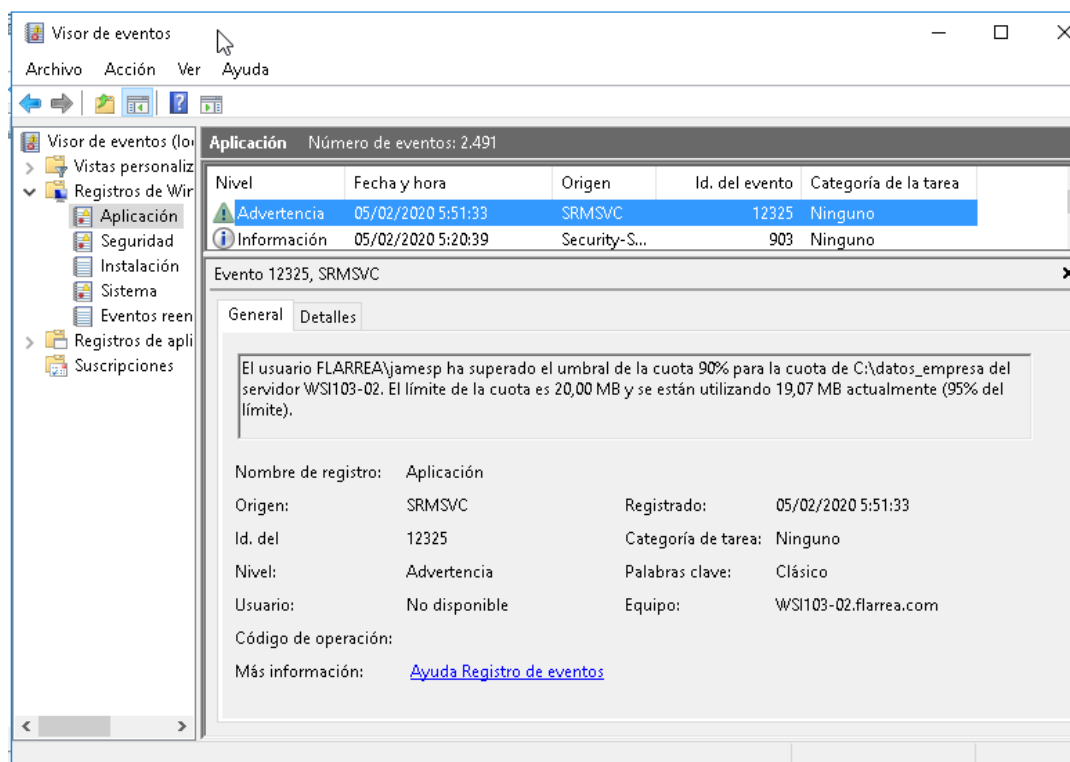 Visor de eventos
Archivo Acción Ver Ayuda
Visor de eventos (lo
Vistas personaliz
Registros de Wir
Aplicación
Seguridad
Instalación
Sistema
Eventos reen
Registros de apli
Suscripciones
Aplicación Número de eventos: 2.491
Nivel Fecha y hora Origen Id. del evento Categoría de la tarea
Advertencia 05/02/2020 5:51:33 SRMSVC 12325 Ninguno
Información 05/02/2020 5:20:39 Security-S... 903 Ninguno
Evento 12325, SRMSVC
General Detalles
El usuario FLARREA\jamesp ha superado el umbral de la cuota 90% para la cuota de C:\datos_empresa del
servidor WSI103-02. El límite de la cuota es 20,00 MB y se están utilizando 19,07 MB actualmente (95% del
límite).
Nombre de registro: Aplicación
Origen: SRMSVC Registrado: 05/02/2020 5:51:33
Id. del 12325 Categoría de tarea: Ninguno
Nivel: Advertencia Palabras clave: Clásico
Usuario: No disponible Equipo: WSI103-02.flarrea.com
Código de operación:
Más información: Ayuda Registro de eventos